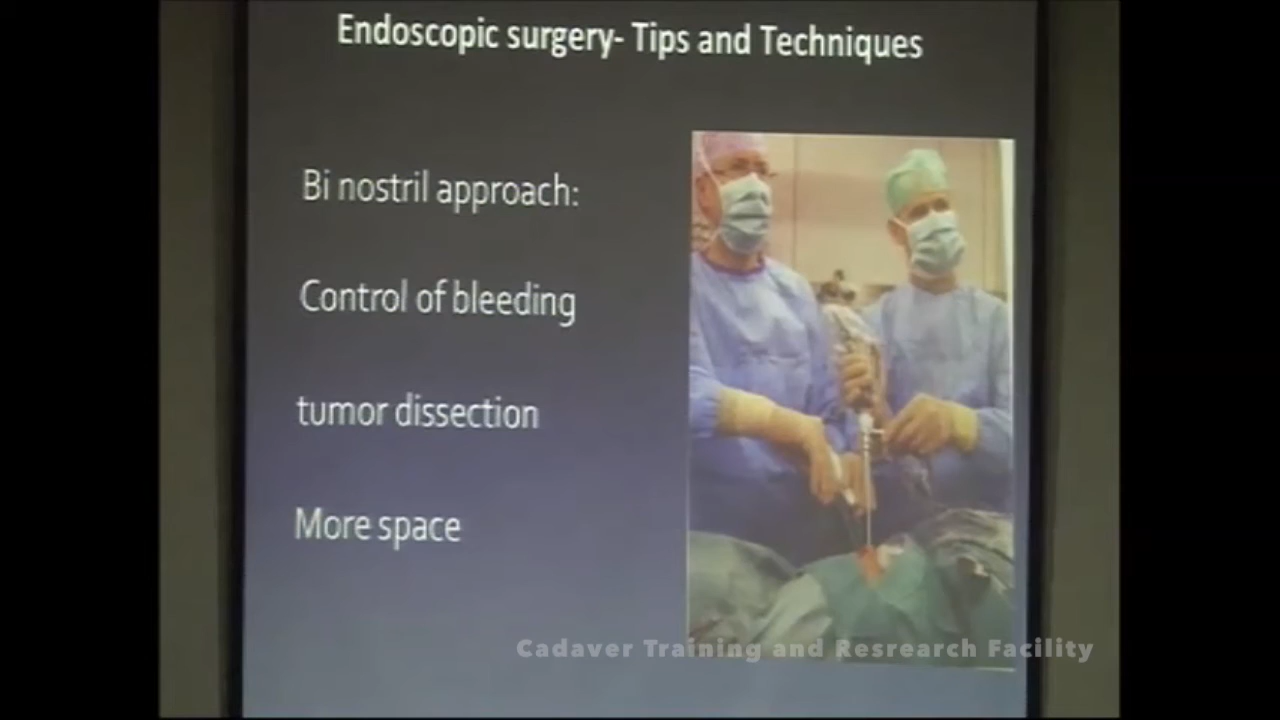 Endoscopic surgery- Tips and Techniques
Bi nostril approach:
Control of bleeding
tumor dissection
More space
Cadaver Training and Resrearch Facility